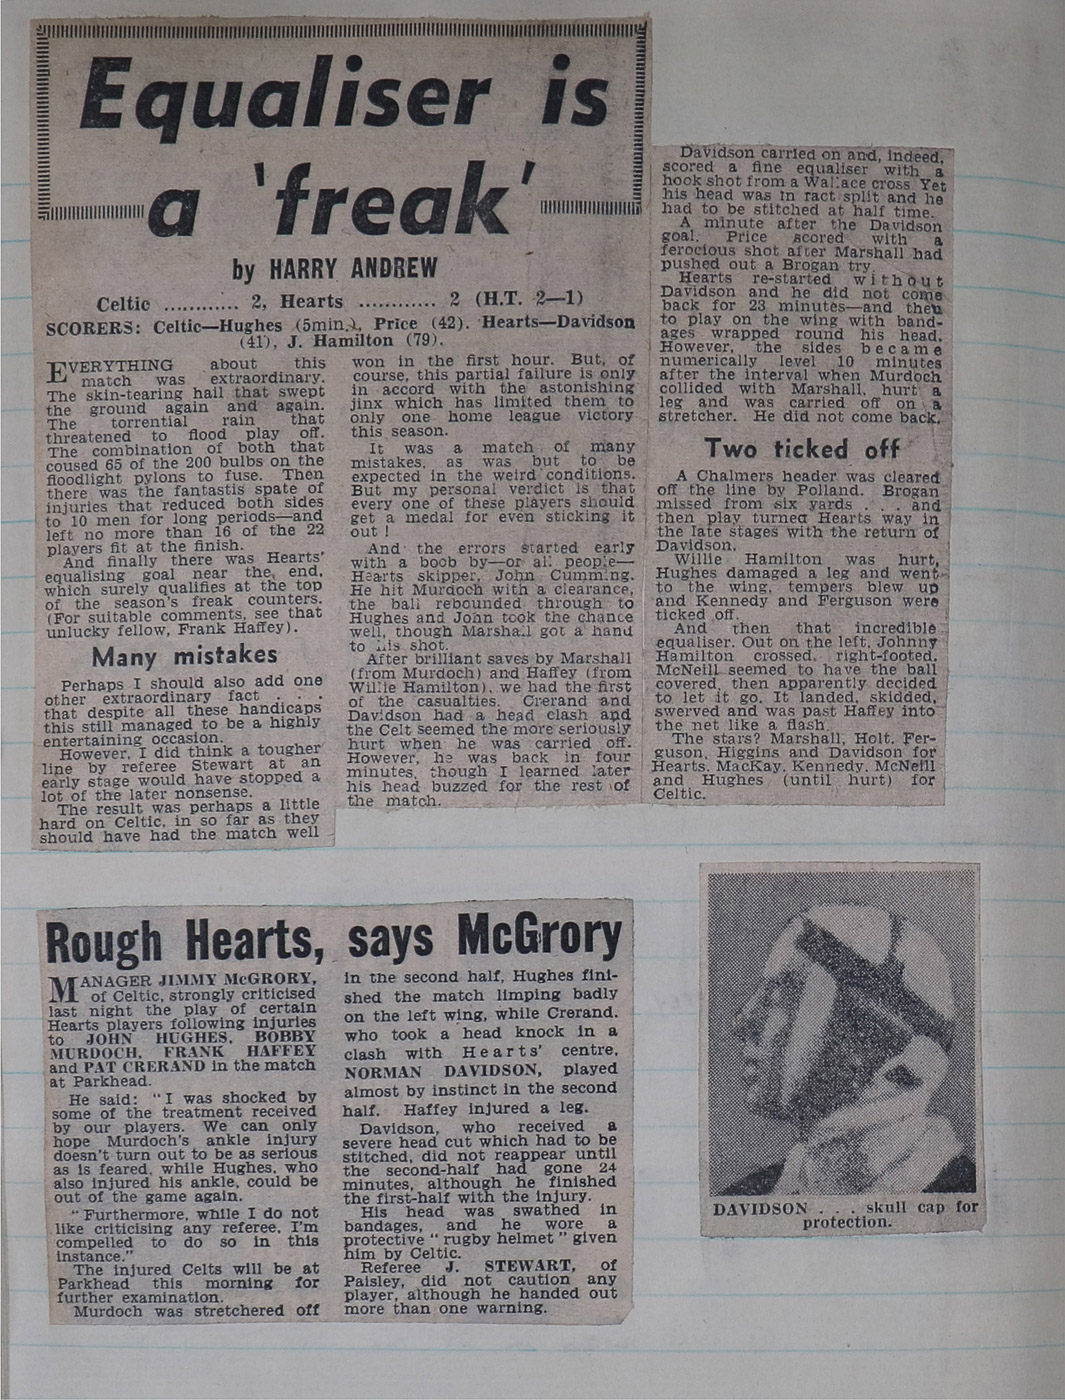 Equaliser is
a 'freak'
by HARRY ANDREW
Celtic ........... 2, Hearts ............ 2 (H.T. 2—1)
SCORERS: Celtic—Hughes (5min.), Price (42). Hearts—Davidson
(41), J. Hamilton (79).
EVERYTHING about this
match was extraordinary.
The skin-tearing hail that swept
the ground again and again.
The torrential rain that
threatened to flood play off.
The combination of both that
coused 65 of the 200 bulbs on the
floodlight pylons to fuse. Then
there was the fantastis spate of
injuries that reduced both sides
to 10 men for long periods—and
left no more than 16 of the 22
players fit at the finish.
And finally there was Hearts'
equalising goal near the end,
which surely qualifies at the top
of the season's freak counters.
(For suitable comments, see that
unlucky fellow, Frank Haffey).
Many mistakes
Perhaps I should also add one
other extraordinary fact . . .
that despite all these handicaps
this still managed to be a highly
entertaining occasion.
However, I did think a tougher
line by referee Stewart at an
early stage would have stopped a
lot of the later nonsense.
The result was perhaps a little
hard on Celtic, in so far as they
should have had the match well
won in the first hour. But, of
course, this partial failure is only
in accord with the astonishing
jinx which has limited them to
only one home league victory
this season.
It was a match of many
mistakes, as was but to be
expected in the weird conditions.
But my personal verdict is that
every one of these players should
get a medal for even sticking it
out !
And the errors started early
with a boob by—or all people—
Hearts skipper, John Cumming.
He hit Murdoch with a clearance,
the ball rebounded through to
Hughes and John took the chance
well, though Marshall got a hand
to his shot.
After brilliant saves by Marshall
(from Murdoch) and Haffey (from
Willie Hamilton), we had the first
of the casualties. Crerand and
Davidson had a head clash and
the Celt seemed the more seriously
hurt when he was carried off.
However, he was back in four
minutes, though I learned later
his head buzzed for the rest of
the match.
Davidson carried on and, indeed,
scored a fine equaliser with a
hook shot from a Wallace cross. Yet
his head was in fact split and he
had to be stitched at half time.
A minute after the Davidson
goal, Price scored with a
ferocious shot after Marshall had
pushed out a Brogan try.
Hearts re-started without
Davidson and he did not come
back for 23 minutes—and then
to play on the wing with band-
ages wrapped round his head.
However, the sides became
numerically level 10 minutes
after the interval when Murdoch
collided with Marshall, hurt a
leg and was carried off on a
stretcher. He did not come back.
Two ticked off
A Chalmers header was cleared
off the line by Polland. Brogan
missed from six yards . . . and
then play turned Hearts way in
the late stages with the return of
Davidson.
Willie Hamilton was hurt,
Hughes damaged a leg and went
to the wing, tempers blew up
and Kennedy and Ferguson were
ticked off.
And then that incredible
equaliser. Out on the left, Johnny
Hamilton crossed, right-footed.
McNeill seemed to have the ball
covered, then apparently decided
to let it go. It landed, skidded,
swerved and was past Haffey into
the net like a flash.
The stars? Marshall, Holt, Fer-
guson, Higgins and Davidson for
Hearts. MacKay, Kennedy, McNeill
and Hughes (until hurt) for
Celtic.
Rough Hearts, says McGrory
MANAGER JIMMY McGRORY,
of Celtic, strongly criticised
last night the play of certain
Hearts players following injuries
to JOHN HUGHES, BOBBY
MURDOCH, FRANK HAFFEY
and PAT CRERAND in the match
at Parkhead.
He said: "I was shocked by
some of the treatment received
by our players. We can only
hope Murdoch's ankle injury
doesn't turn out to be as serious
as is feared, while Hughes, who
also injured his ankle, could be
out of the game again.
"Furthermore, while I do not
like criticising any referee, I'm
compelled to do so in this
instance."
The injured Celts will be at
Parkhead this morning for
further examination.
Murdoch was stretchered off
in the second half, Hughes fini-
shed the match limping badly
on the left wing, while Crerand.
who took a head knock in a
clash with Hearts' centre,
NORMAN DAVIDSON, played
almost by instinct in the second
half. Haffey injured a leg.
Davidson, who received a
severe head cut which had to be
stitched, did not reappear until
the second-half had gone 24
minutes, although he finished
the first-half with the injury.
His head was swathed in
bandages, and he wore a
protective "rugby helmet" given
him by Celtic.
Referee J. STEWART, of
Paisley, did not caution any
player, although he handed out
more than one warning.
DAVIDSON . . . skull cap for
protection.